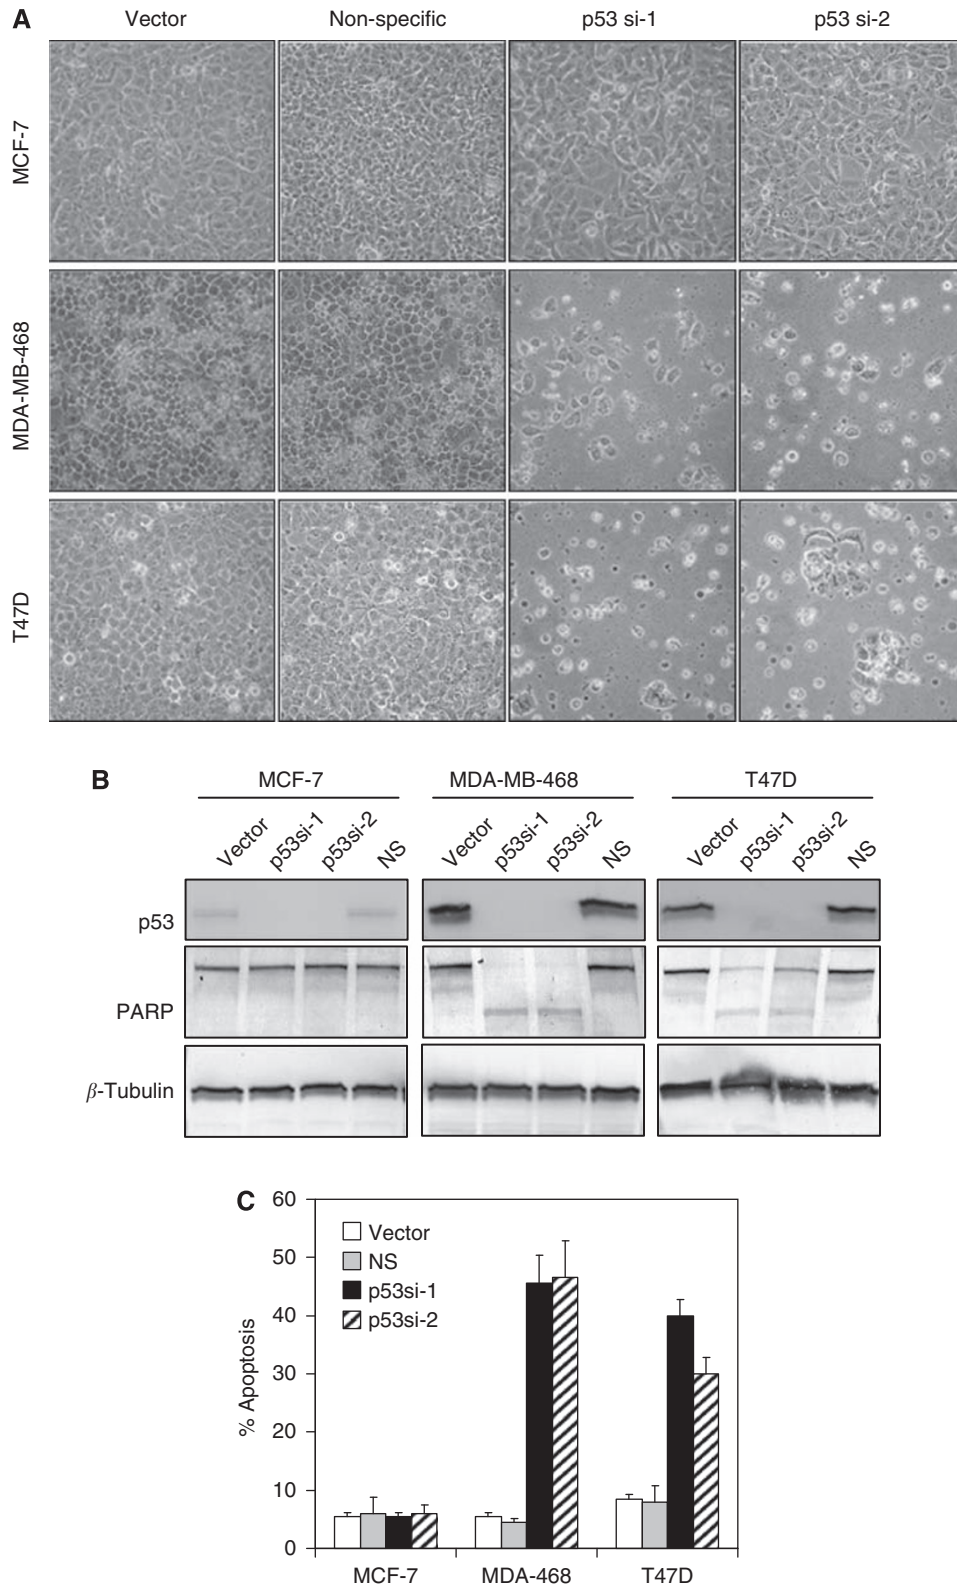 A
Vector Non-specific p53 si-1 p53 si-2
MCF-7
MDA-MB-468
T47D
B
MCF-7 MDA-MB-468 T47D
Vector p53si-1 p53si-2 NS Vector p53si-1 p53si-2 NS Vector p53si-1 p53si-2 NS
p53
PARP
β-Tubulin
C
60
50
40
30
20
10
0
% Apoptosis
Vector
NS
p53si-1
p53si-2
MCF-7 MDA-468 T47D